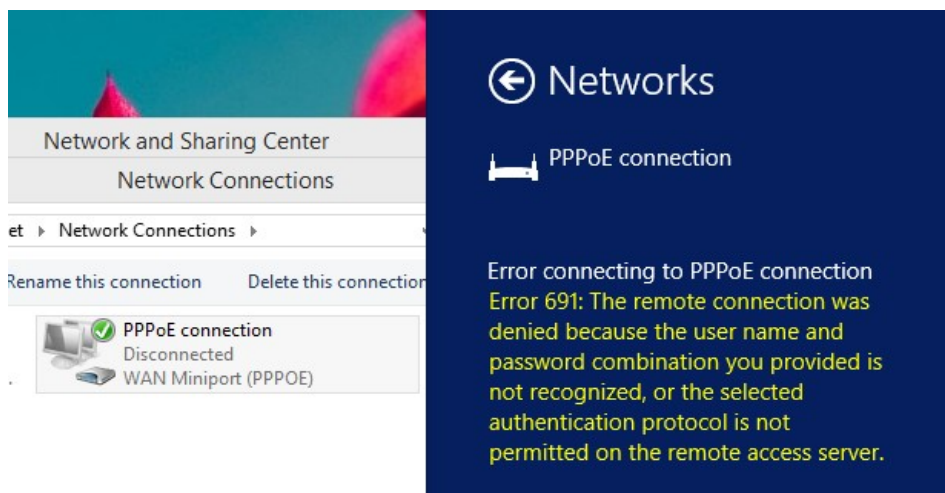 Network and Sharing Center
Network Connections
et ▸ Network Connections ▸
Rename this connection Delete this connection
PPPoE connection
Disconnected
WAN Miniport (PPPOE)
Networks
PPPoE connection
Error connecting to PPPoE connection
Error 691: The remote connection was
denied because the user name and
password combination you provided is
not recognized, or the selected
authentication protocol is not
permitted on the remote access server.